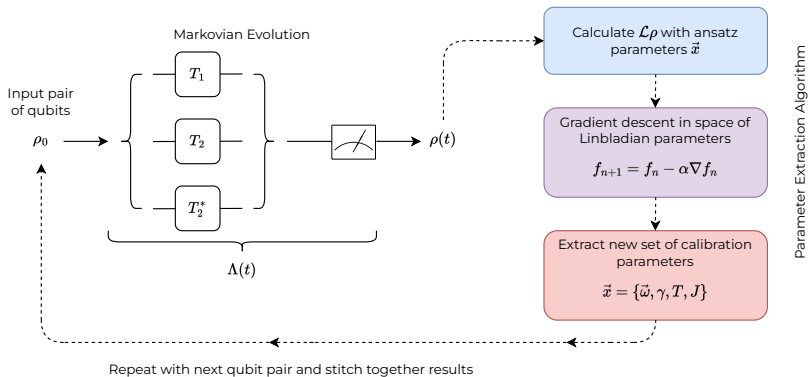 Markovian Evolution
Input pair
of qubits
ρ₀
T₁
T₂
T₂*
Λ(t)
ρ(t)
Calculate ℒρ with ansatz
parameters x⃗
Gradient descent in space of
Linbladian parameters
fₙ₊₁ = fₙ − α∇fₙ
Extract new set of calibration
parameters
x⃗ = {ω⃗, γ, T, J}
Parameter Extraction Algorithm
Repeat with next qubit pair and stitch together results